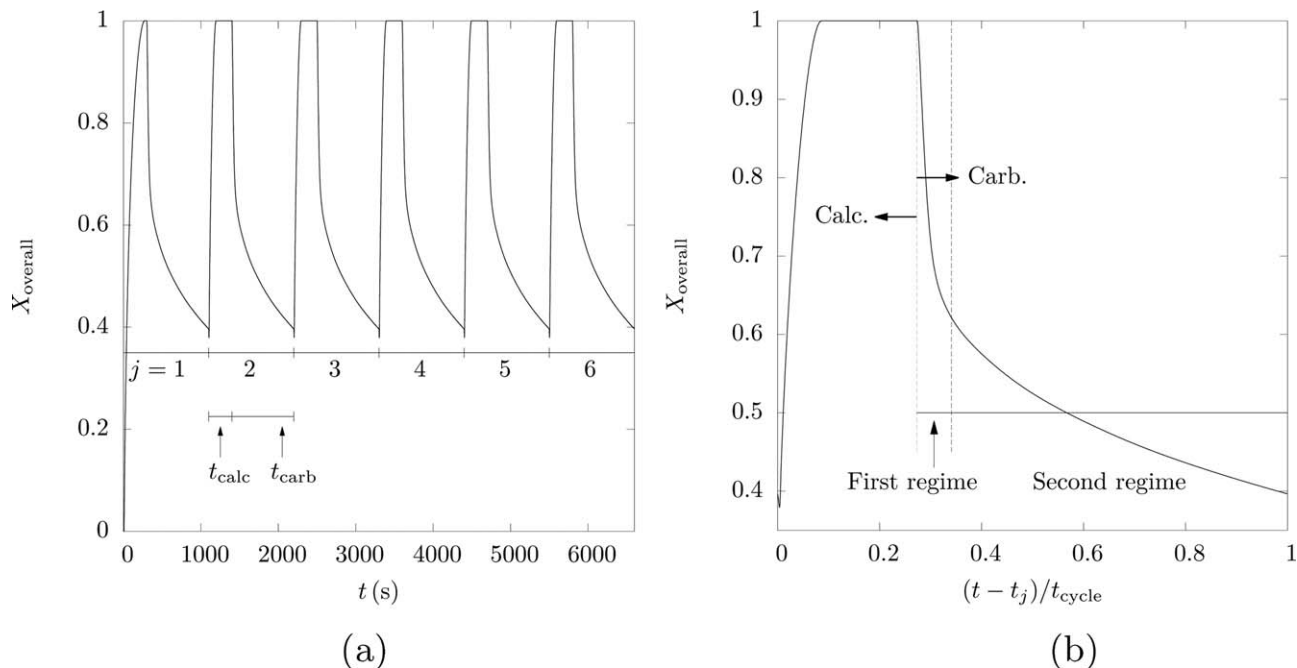 1
0.8
0.6
0.4
0.2
0
X_overall
j = 1 2 3 4 5 6
t_calc t_carb
0 1000 2000 3000 4000 5000 6000
t (s)
(a)
1
0.9
0.8
0.7
0.6
0.5
0.4
X_overall
Carb.
Calc.
First regime Second regime
0 0.2 0.4 0.6 0.8 1
(t − t_j)/t_cycle
(b)